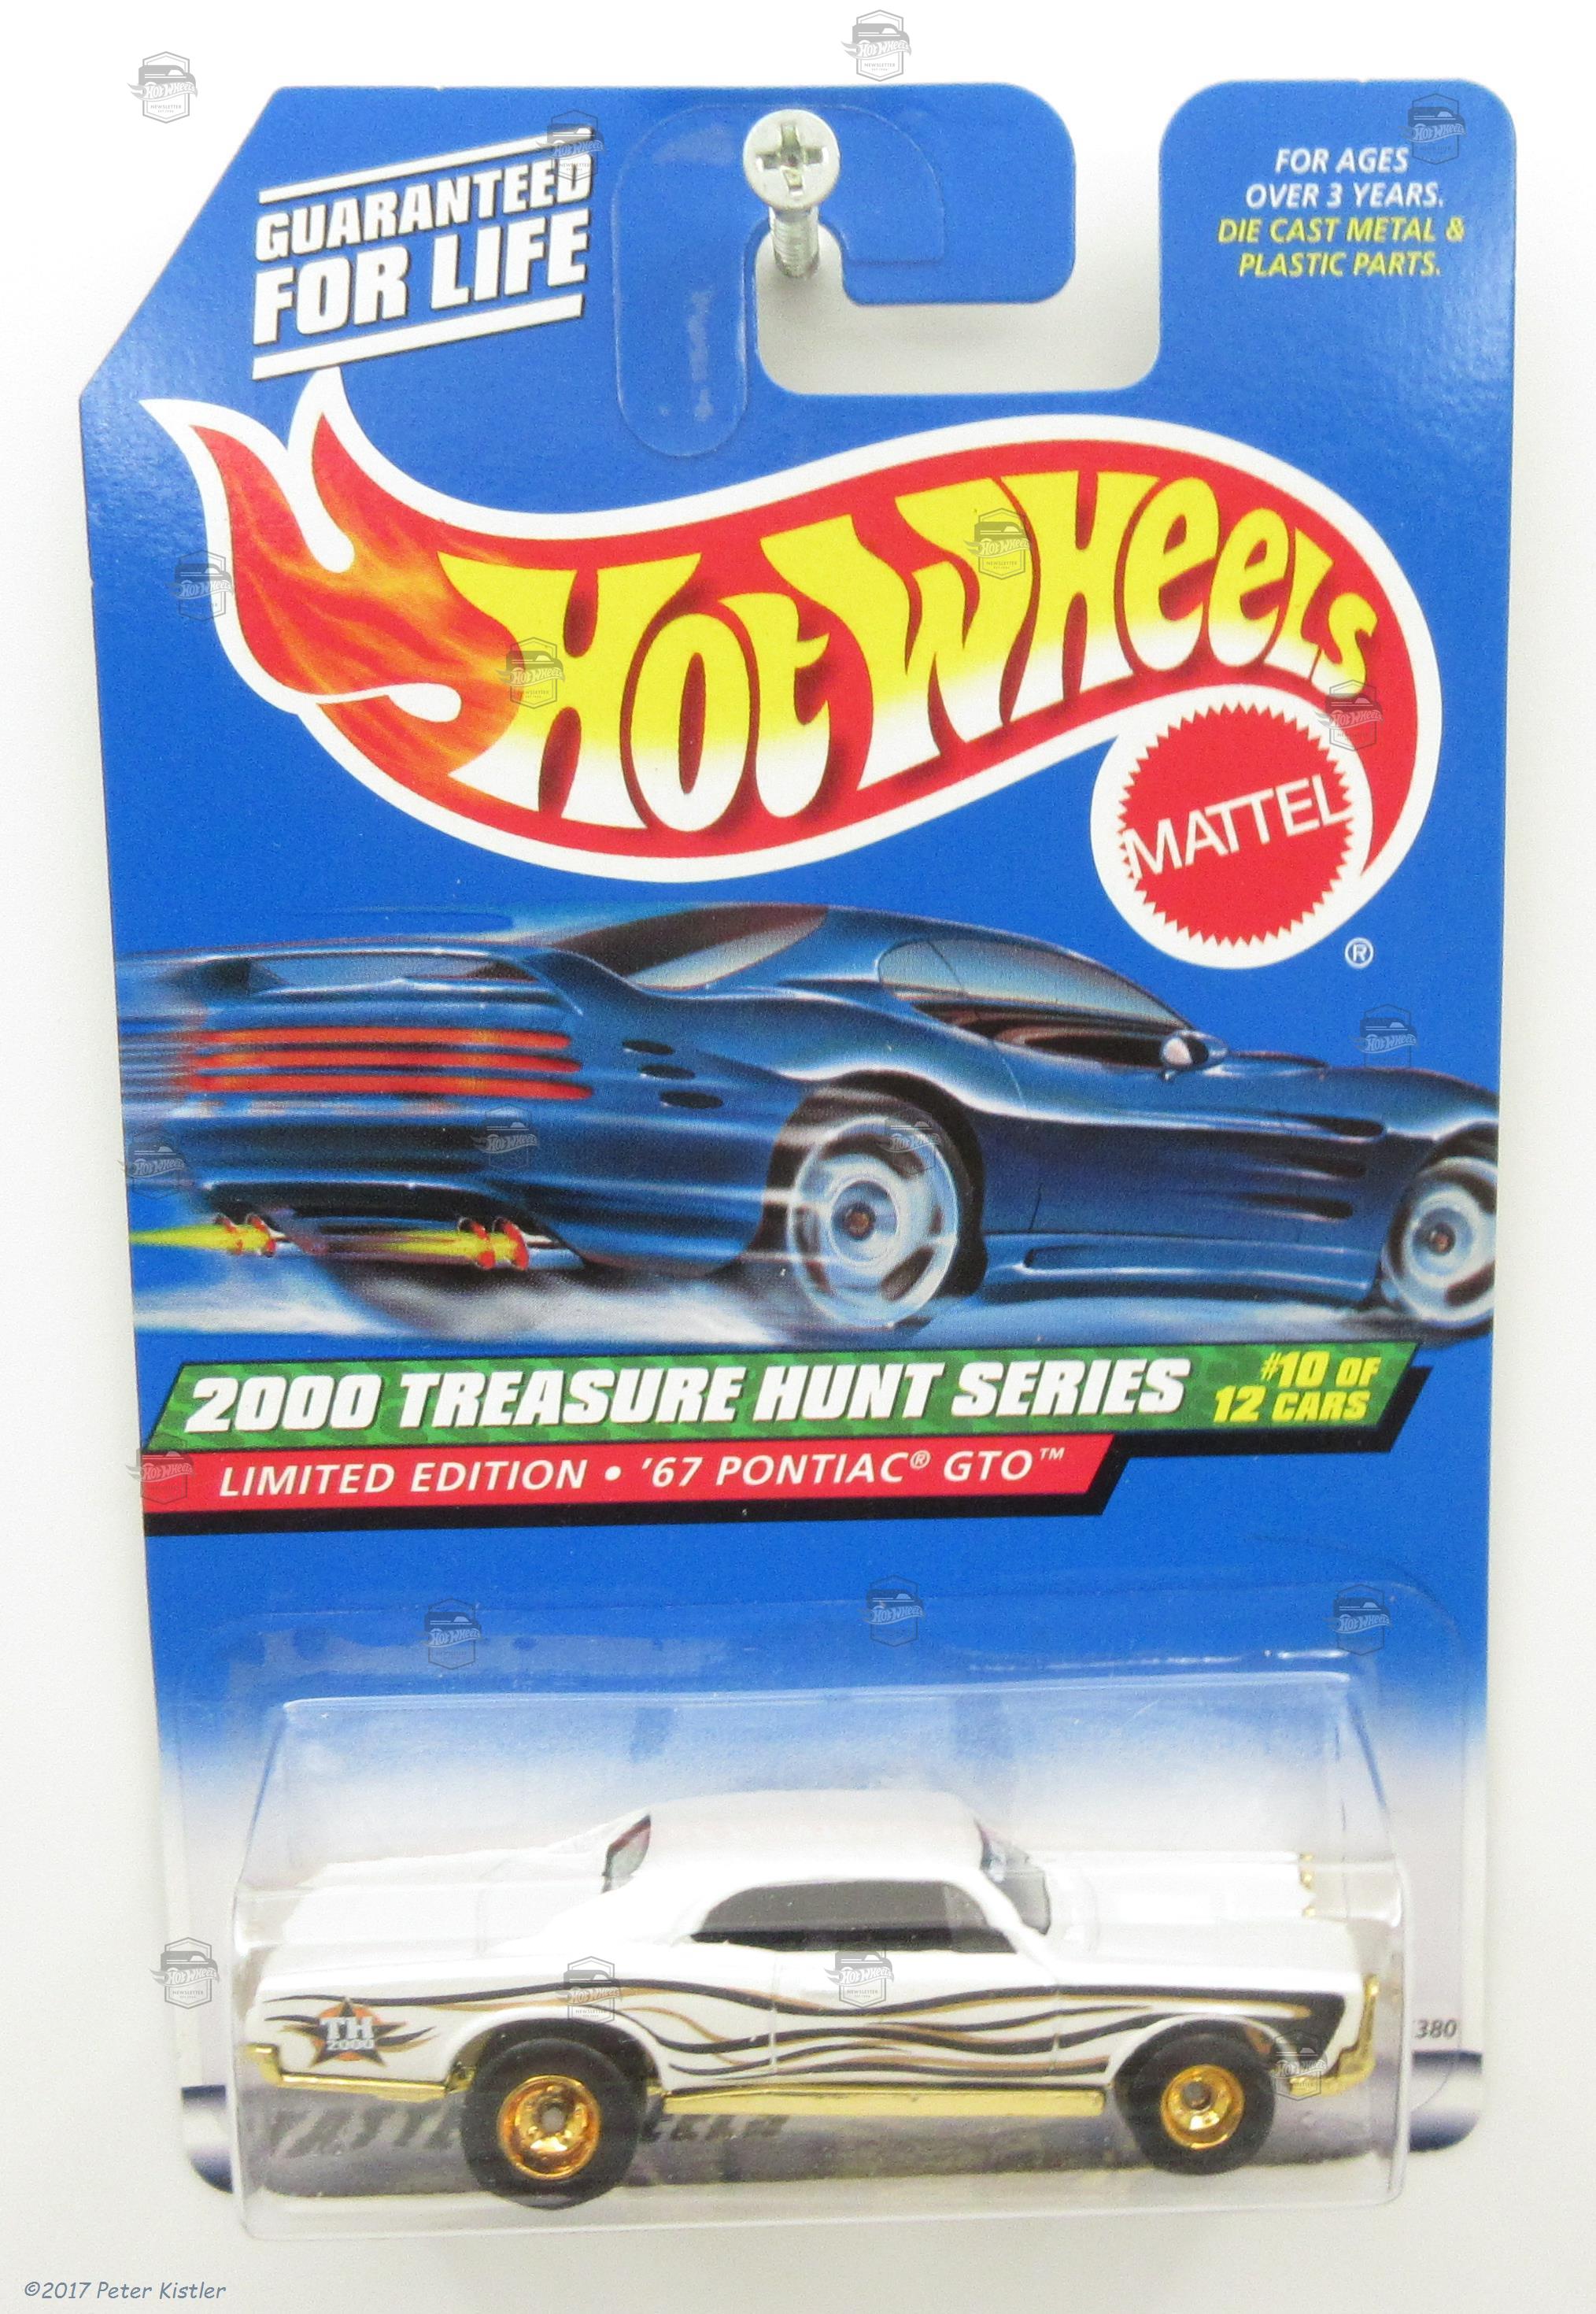 GUARANTEED
FOR LIFE
FOR AGES
OVER 3 YEARS.
DIE CAST METAL &
PLASTIC PARTS.
HOT WHEELS
MATTEL
®
2000 TREASURE HUNT SERIES
#10 OF
12 CARS
LIMITED EDITION • '67 PONTIAC® GTO™
TH
2000
380
©2017 Peter Kistler